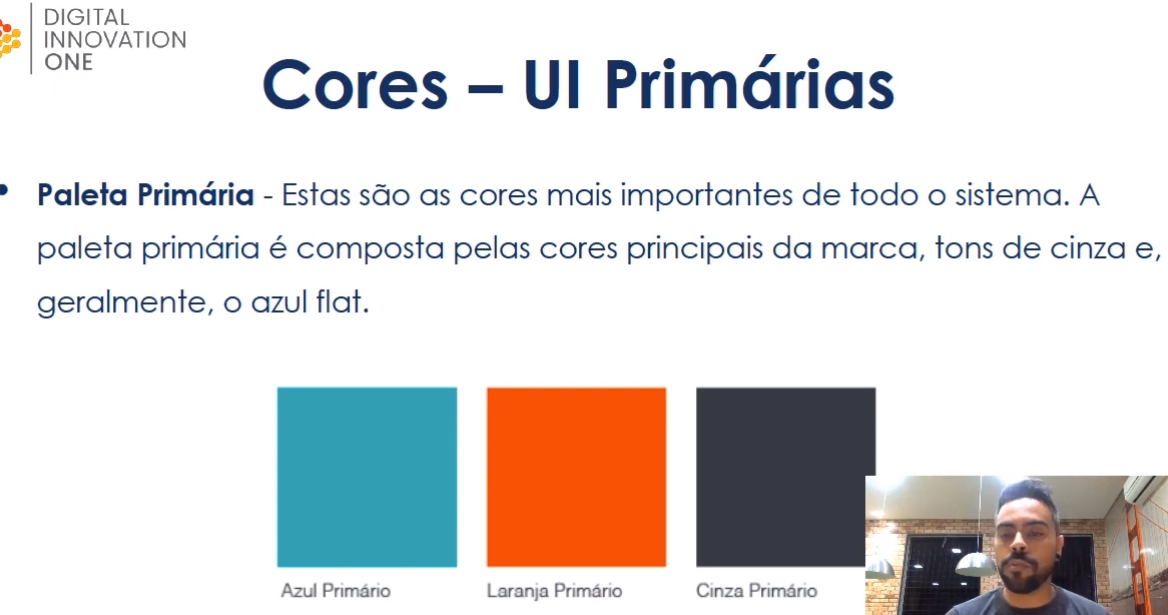 DIGITAL
INNOVATION
ONE
Cores – UI Primárias
• Paleta Primária - Estas são as cores mais importantes de todo o sistema. A
paleta primária é composta pelas cores principais da marca, tons de cinza e,
geralmente, o azul flat.
Azul Primário
Laranja Primário
Cinza Primário